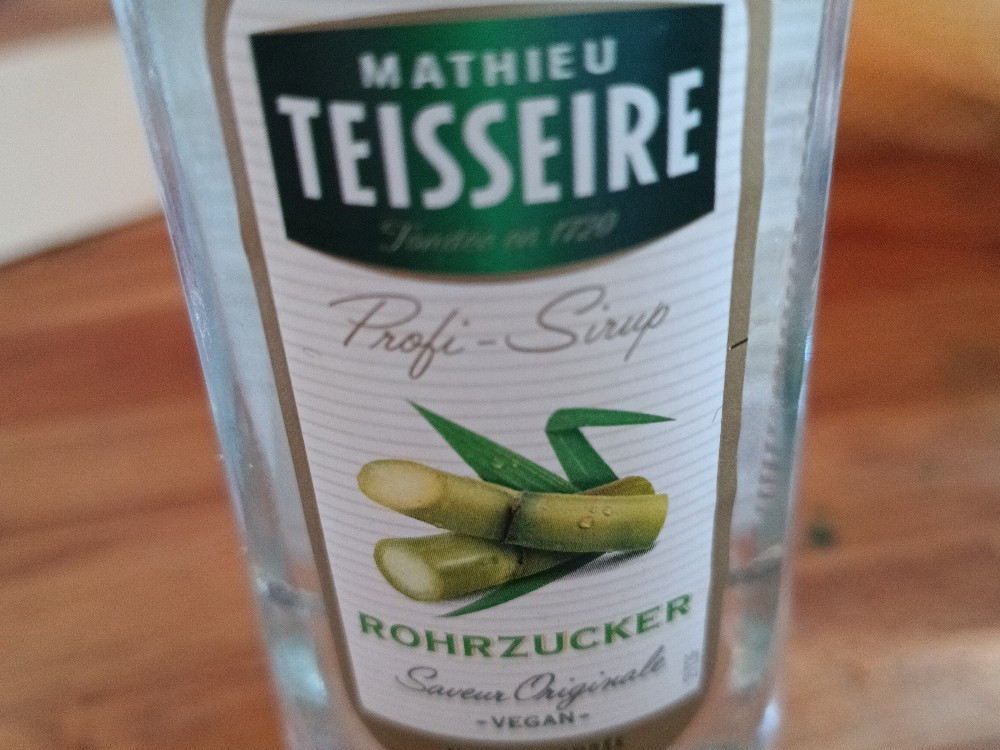 MATHIEU
TEISSEIRE
Fondée en 1720
Profi-Sirup
ROHRZUCKER
Saveur Originale
-VEGAN-